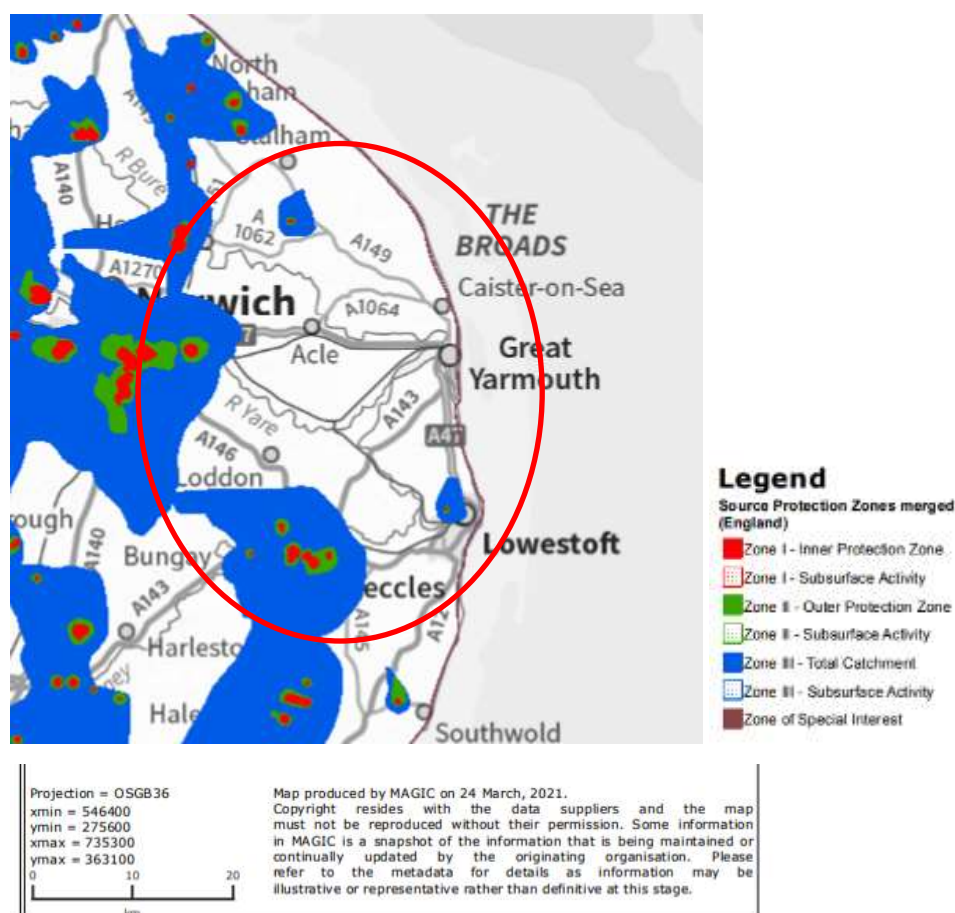 North
ham
Stalham
A140
R Bure
A
1062
A149
THE
BROADS
A1270
Caister-on-Sea
wich
A1064
Acle
Great
Yarmouth
A143
R Yare
A146
A47
Loddon
ough
Lowestoft
Bungay
A140
eccles
A143
A12
A145
Harlesto
ney
Hale
Southwold
Legend
Source Protection Zones merged
(England)
Zone I - Inner Protection Zone
Zone I - Subsurface Activity
Zone II - Outer Protection Zone
Zone II - Subsurface Activity
Zone III - Total Catchment
Zone III - Subsurface Activity
Zone of Special Interest
Projection = OSGB36
xmin = 546400
ymin = 275600
xmax = 735300
ymax = 363100
0 10 20
km
Map produced by MAGIC on 24 March, 2021.
Copyright resides with the data suppliers and the map
must not be reproduced without their permission. Some information
in MAGIC is a snapshot of the information that is being maintained or
continually updated by the originating organisation. Please
refer to the metadata for details as information may be
illustrative or representative rather than definitive at this stage.